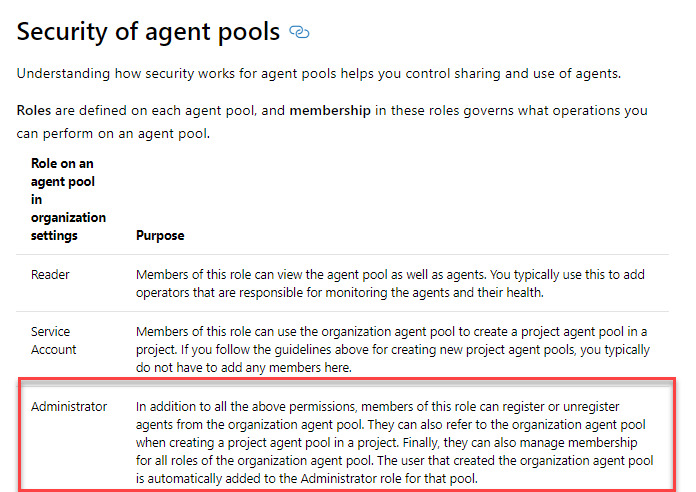 Security of agent pools
Understanding how security works for agent pools helps you control sharing and use of agents.
Roles are defined on each agent pool, and membership in these roles governs what operations you
can perform on an agent pool.
Role on an
agent pool
in
organization
settings
Purpose
Reader
Members of this role can view the agent pool as well as agents. You typically use this to add
operators that are responsible for monitoring the agents and their health.
Service
Account
Members of this role can use the organization agent pool to create a project agent pool in a
project. If you follow the guidelines above for creating new project agent pools, you typically
do not have to add any members here.
Administrator
In addition to all the above permissions, members of this role can register or unregister
agents from the organization agent pool. They can also refer to the organization agent pool
when creating a project agent pool in a project. Finally, they can also manage membership
for all roles of the organization agent pool. The user that created the organization agent pool
is automatically added to the Administrator role for that pool.